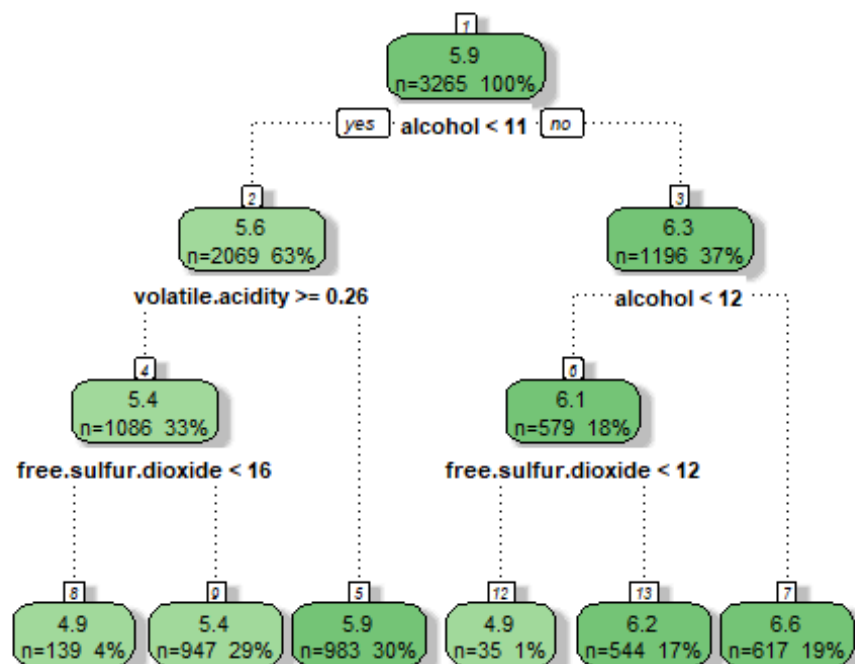 1
5.9
n=3265 100%
yes alcohol < 11 no
2
5.6
n=2069 63%
3
6.3
n=1196 37%
volatile.acidity >= 0.26
alcohol < 12
4
5.4
n=1086 33%
6
6.1
n=579 18%
free.sulfur.dioxide < 16
free.sulfur.dioxide < 12
8
4.9
n=139 4%
9
5.4
n=947 29%
5
5.9
n=983 30%
12
4.9
n=35 1%
13
6.2
n=544 17%
7
6.6
n=617 19%